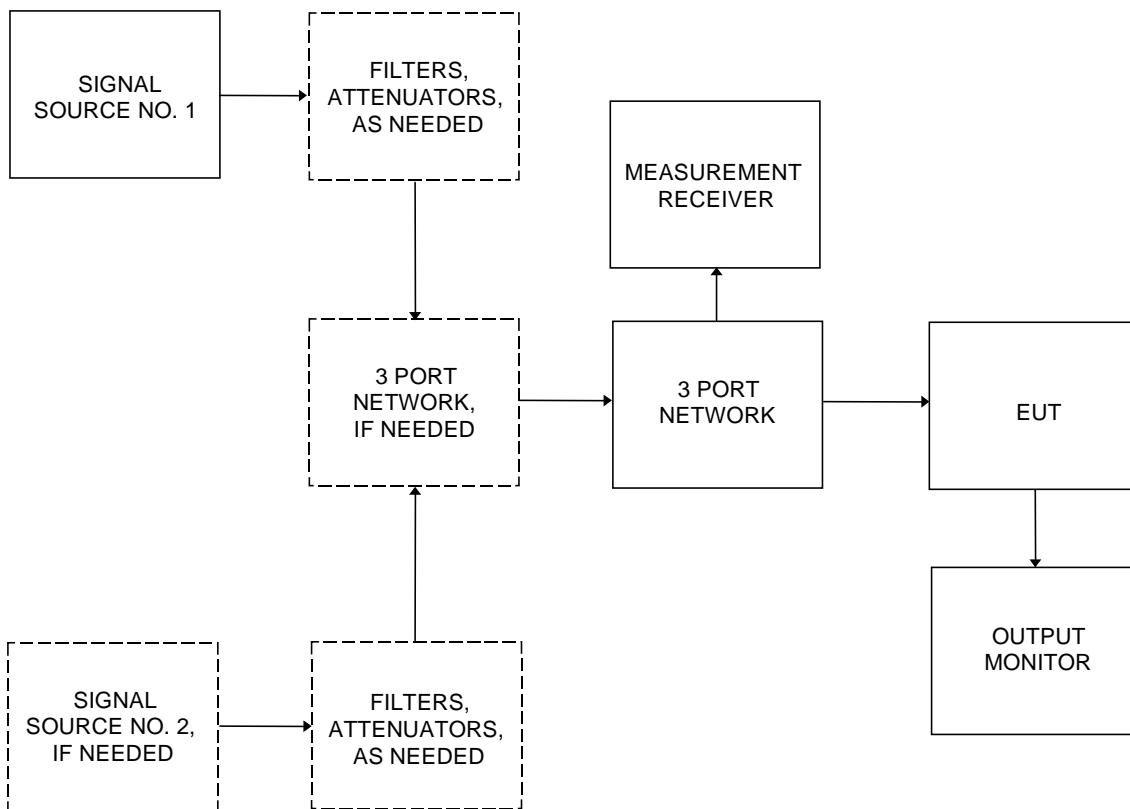 SIGNAL
SOURCE NO. 1
FILTERS,
ATTENUATORS,
AS NEEDED
MEASUREMENT
RECEIVER
3 PORT
NETWORK,
IF NEEDED
3 PORT
NETWORK
EUT
OUTPUT
MONITOR
SIGNAL
SOURCE NO. 2,
IF NEEDED
FILTERS,
ATTENUATORS,
AS NEEDED